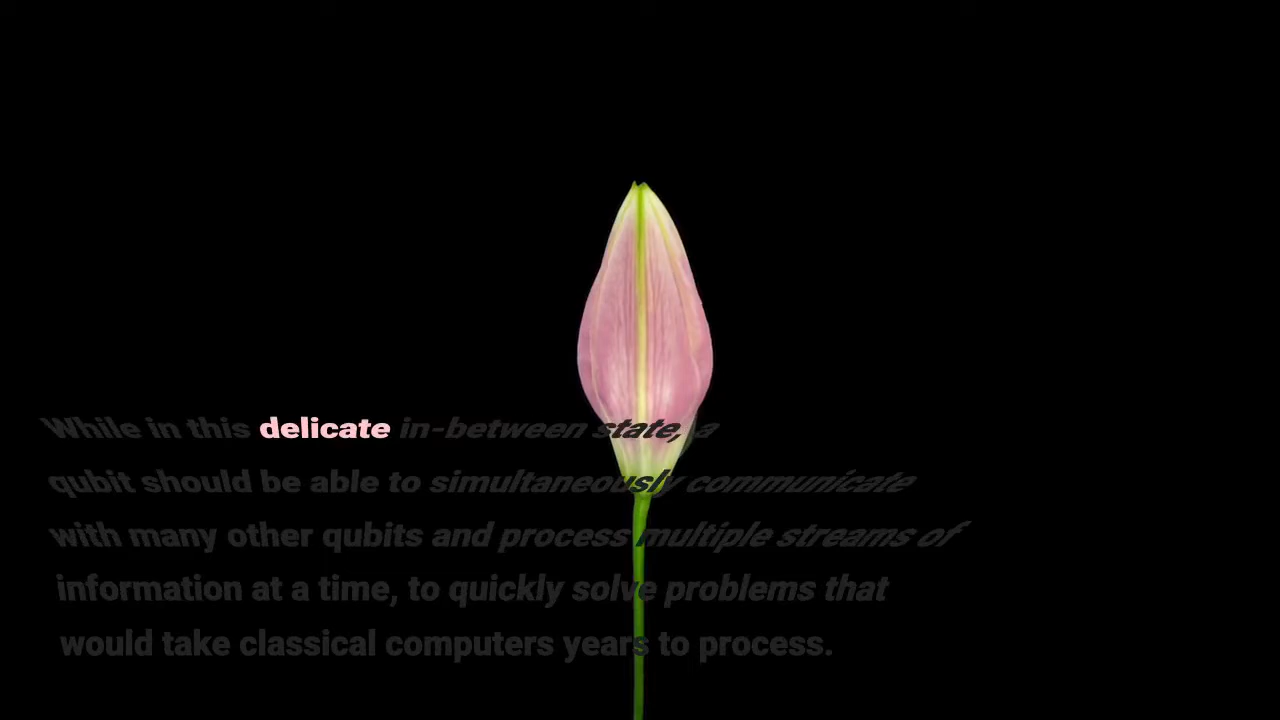 While in this delicate in-between state, a
qubit should be able to simultaneously communicate
with many other qubits and process multiple streams of
information at a time, to quickly solve problems that
would take classical computers years to process.